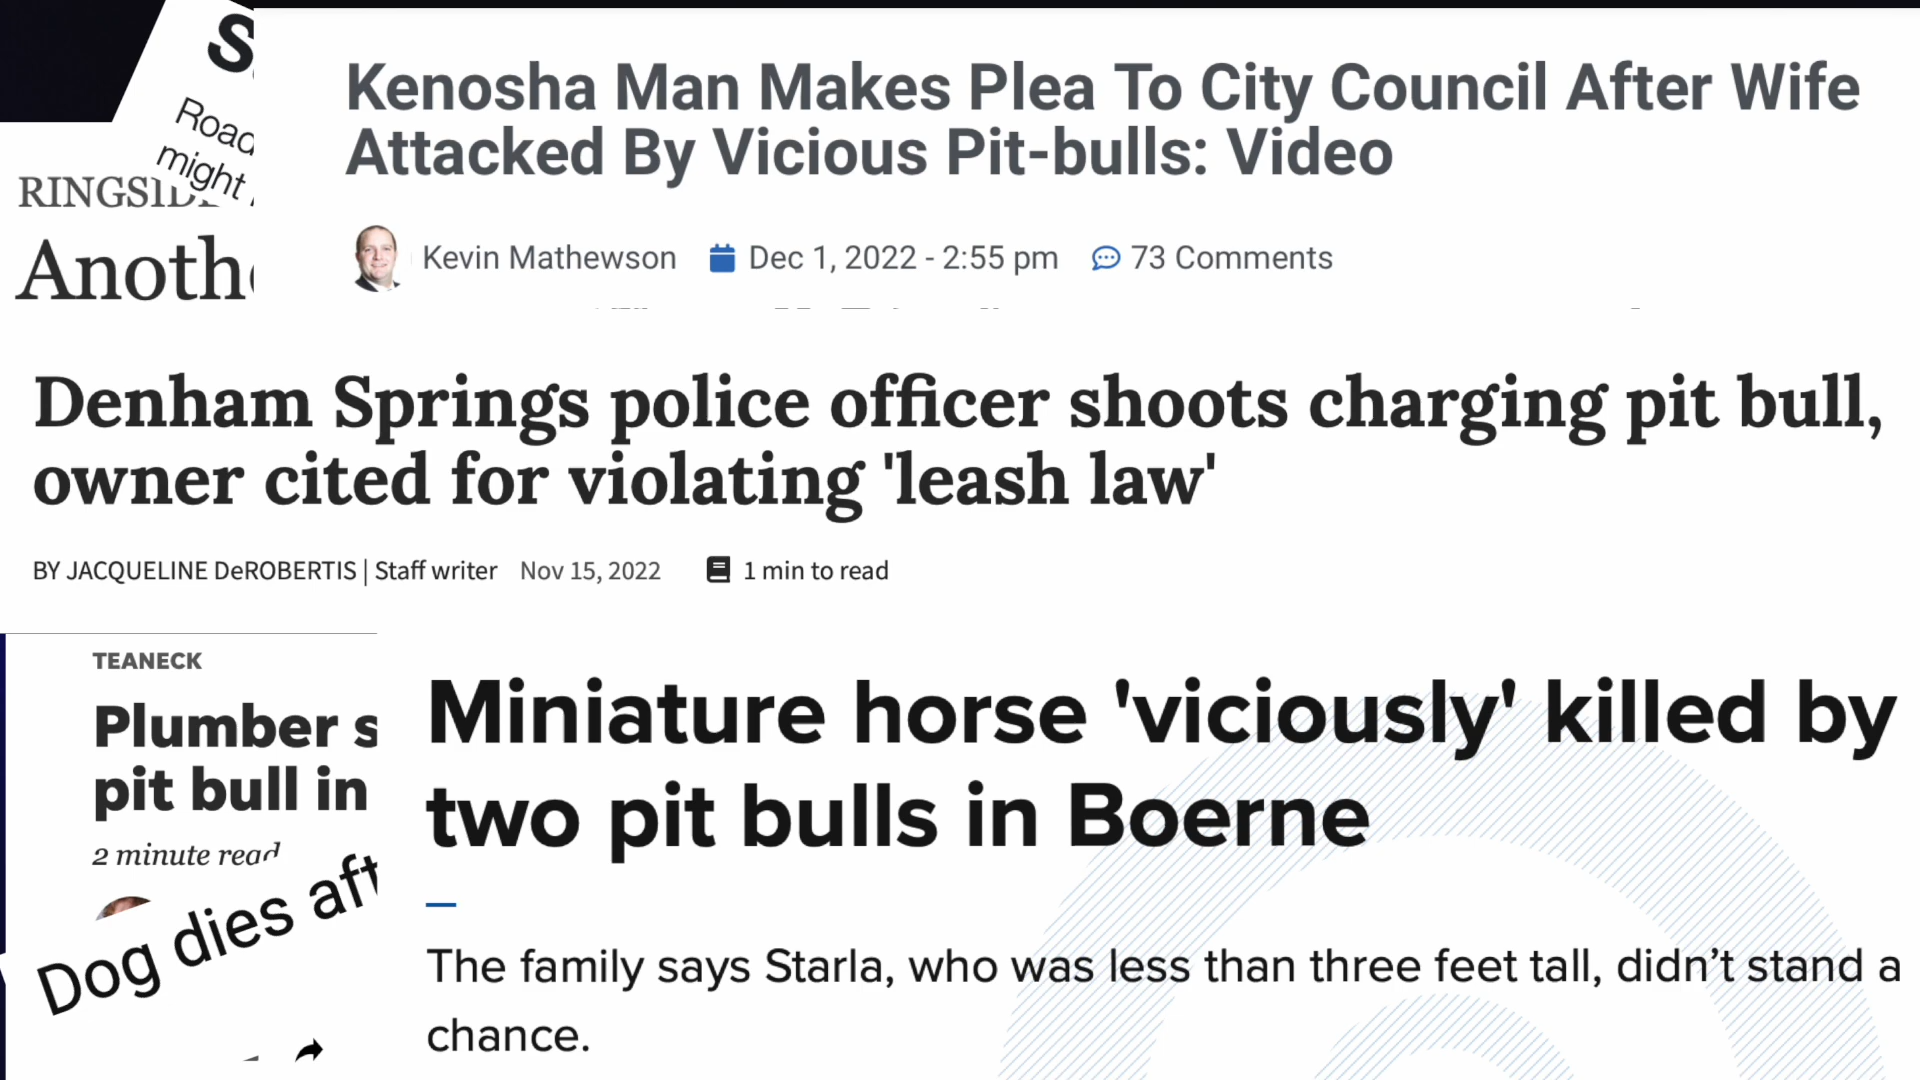 Road
might
RINGSIDE
Kenosha Man Makes Plea To City Council After Wife
Attacked By Vicious Pit-bulls: Video
Kevin Mathewson Dec 1, 2022 - 2:55 pm 73 Comments
Denham Springs police officer shoots charging pit bull,
owner cited for violating 'leash law'
BY JACQUELINE DeROBERTIS | Staff writer Nov 15, 2022 1 min to read
TEANECK
Plumber s
pit bull in
2 minute read
Dog dies aft
Miniature horse 'viciously' killed by
two pit bulls in Boerne
The family says Starla, who was less than three feet tall, didn’t stand a
chance.